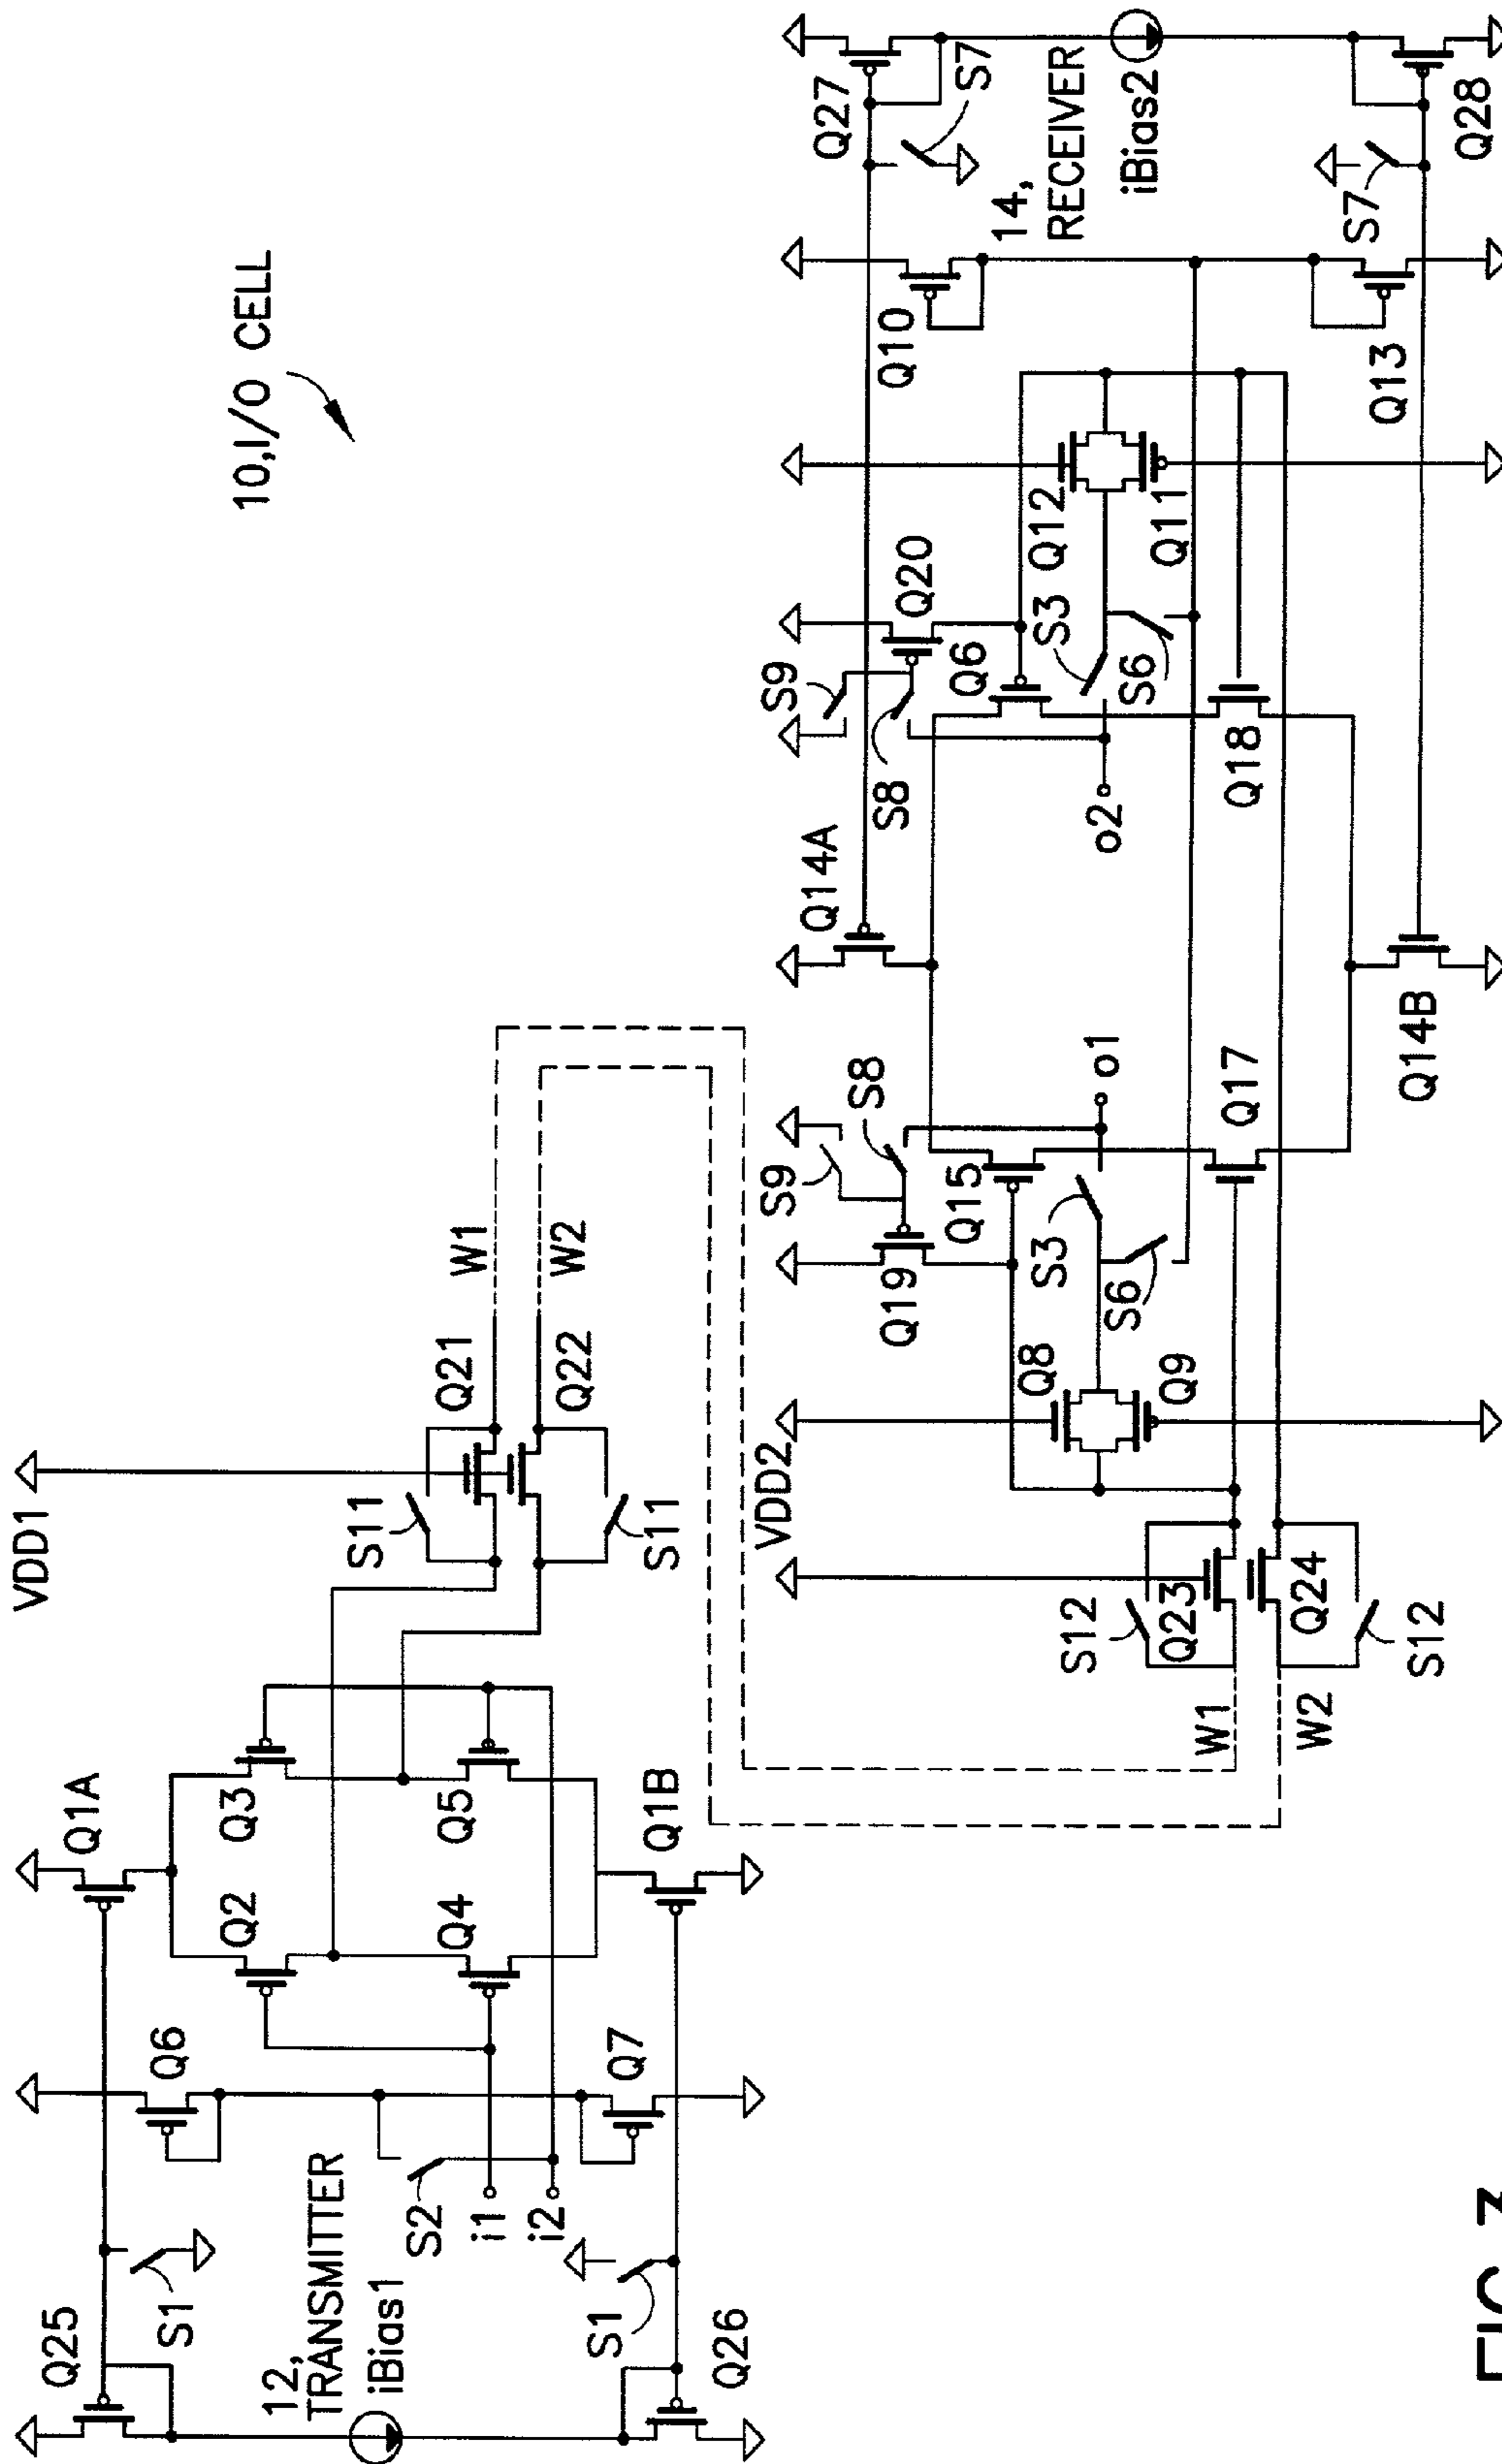 10,I/O CELL
VDD1
Q25
S1
12,
TRANSMITTER
iBias1
S1
Q26
Q6
S2
i1
i2
Q7
Q1A
Q2
Q3
Q4
Q5
Q1B
S11
Q21
W1
W2
Q22
S11
VDD2
S12
Q23
Q24
S12
W1
W2
Q8
Q9
S9
Q19
S8
Q15
S3
S6
o1
Q17
Q14A
Q14B
S9
Q20
S8
Q6
S3
S6
o2
Q18
Q12
Q11
Q10
Q13
Q27
S7
14,
RECEIVER
iBias2
S7
Q28